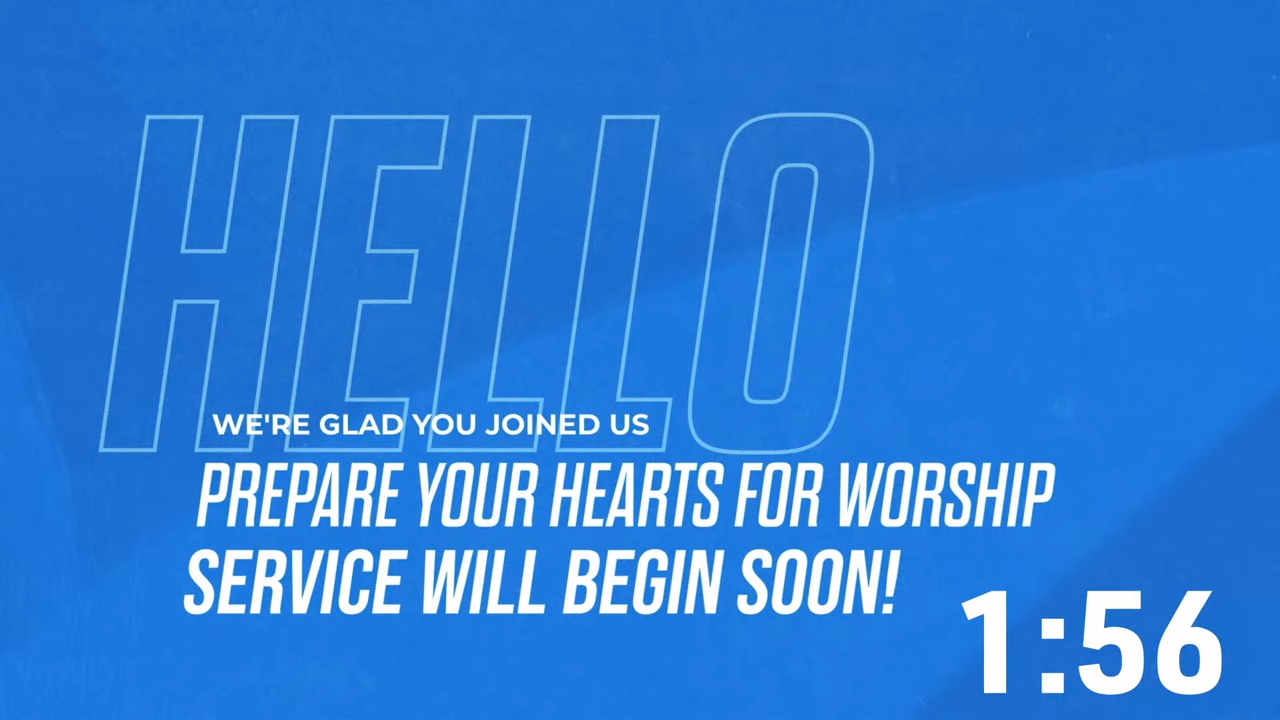 HELLO
WE'RE GLAD YOU JOINED US
PREPARE YOUR HEARTS FOR WORSHIP
SERVICE WILL BEGIN SOON!
1:56